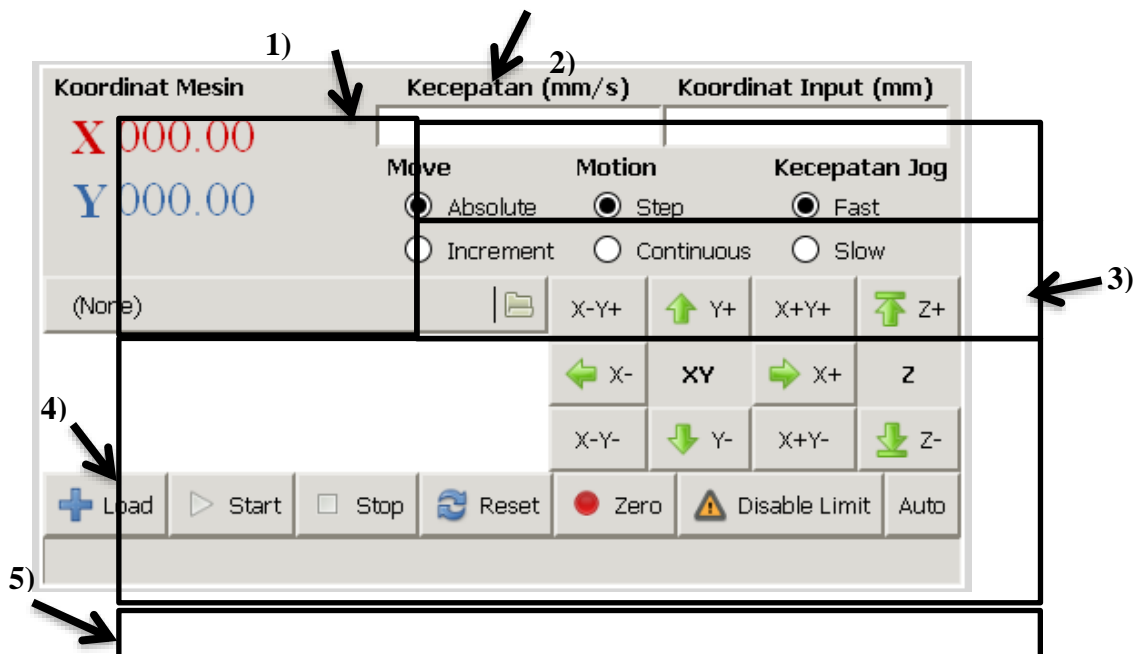 1)
2)
Koordinat Mesin Kecepatan (mm/s) Koordinat Input (mm)
X 000.00
Move Motion Kecepatan Jog
Y 000.00
Absolute Step Fast
Increment Continuous Slow
3)
(None) X-Y+ Y+ X+Y+ Z+
X- XY X+ Z
4)
X-Y- Y- X+Y- Z-
Load Start Stop Reset Zero Disable Limit Auto
5)